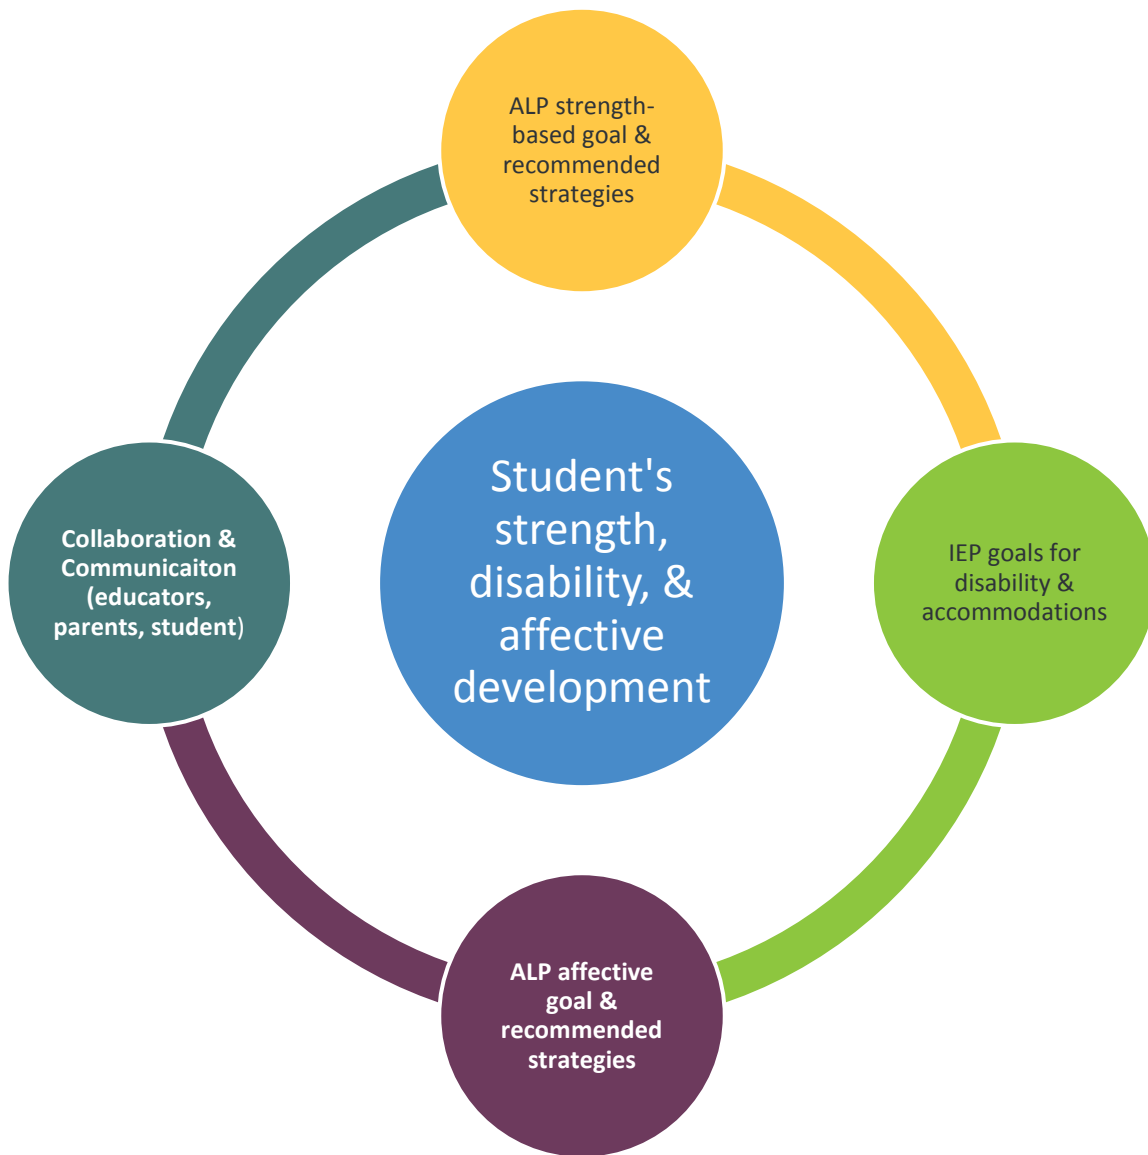 ALP strength-
based goal &
recommended
strategies
Collaboration &
Communicaiton
(educators,
parents, student)
Student's
strength,
disability, &
affective
development
IEP goals for
disability &
accommodations
ALP affective
goal &
recommended
strategies